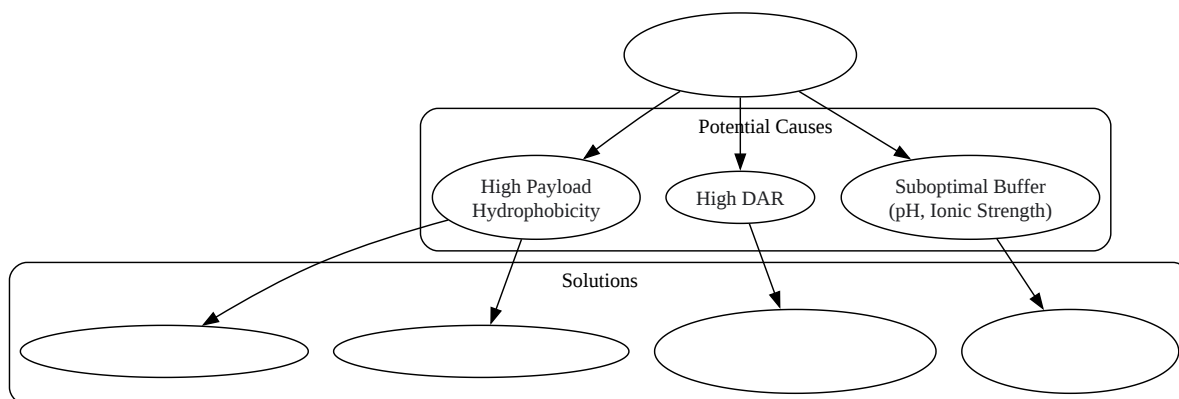 Potential Causes
High Payload
Hydrophobicity
High DAR
Suboptimal Buffer
(pH, Ionic Strength)
Solutions